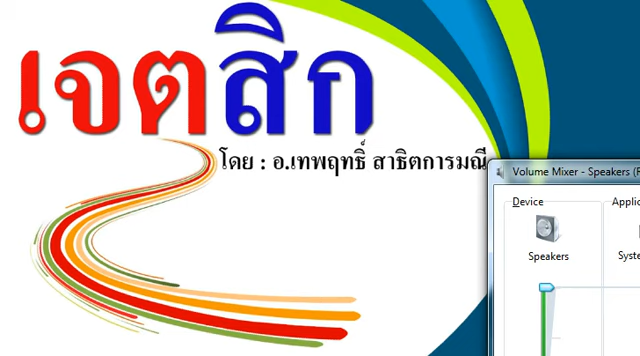 เจตสิก
โดย : อ.เทพฤทธิ์ สาธิตการมณี
Volume Mixer - Speakers (
Device
Speakers